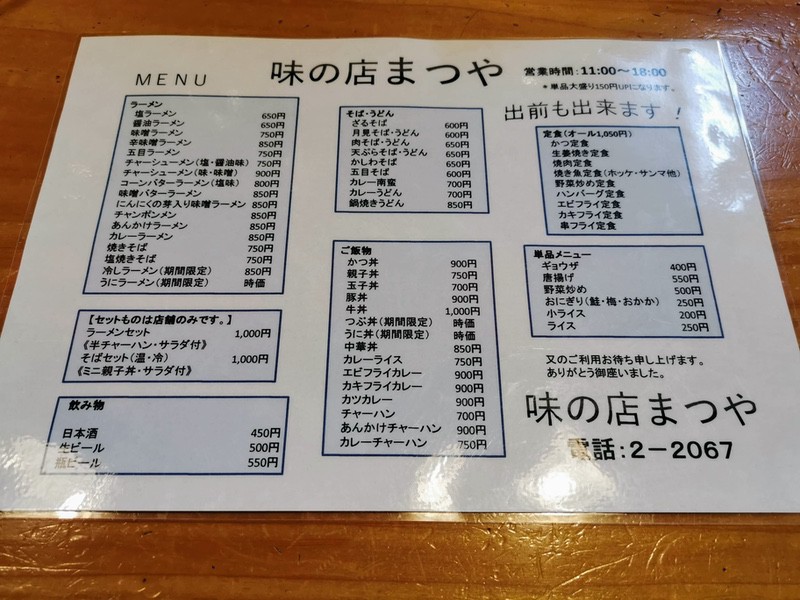 MENU
味の店まつや
営業時間：11:00～18:00
＊単品大盛り150円UPになります。
出前も出来ます！
ラーメン
塩ラーメン 650円
醤油ラーメン 650円
味噌ラーメン 750円
辛味噌ラーメン 850円
五目ラーメン 750円
チャーシューメン（塩・醤油味） 750円
チャーシューメン（味・味噌） 900円
コーンバターラーメン（塩味） 800円
味噌バターラーメン 850円
にんにくの芽入り味噌ラーメン 850円
チャンポンメン 850円
あんかけラーメン 850円
カレーラーメン 850円
焼きそば 750円
塩焼きそば 750円
冷しラーメン（期間限定） 850円
うにラーメン（期間限定） 時価
【セットものは店舗のみです。】
ラーメンセット 1,000円
《半チャーハン・サラダ付》
そばセット（温・冷） 1,000円
《ミニ親子丼・サラダ付》
飲み物
日本酒 450円
生ビール 500円
瓶ビール 550円
そば・うどん
ざるそば 600円
月見そば・うどん 600円
肉そば・うどん 650円
天ぷらそば・うどん 650円
かしわそば 650円
五目そば 600円
カレー南蛮 700円
カレーうどん 700円
鍋焼きうどん 850円
ご飯物
かつ丼 900円
親子丼 750円
玉子丼 700円
豚丼 900円
牛丼 1,000円
つぶ丼（期間限定） 時価
うに丼（期間限定） 時価
中華丼 850円
カレーライス 750円
エビフライカレー 900円
カキフライカレー 900円
カツカレー 900円
チャーハン 700円
あんかけチャーハン 900円
カレーチャーハン 750円
定食（オール1,050円）
かつ定食
生姜焼き定食
焼肉定食
焼き魚定食（ホッケ・サンマ他）
野菜炒め定食
ハンバーグ定食
エビフライ定食
カキフライ定食
串フライ定食
単品メニュー
ギョウザ 400円
唐揚げ 550円
野菜炒め 500円
おにぎり（鮭・梅・おかか） 250円
小ライス 200円
ライス 250円
又のご利用お待ち申し上げます。
ありがとう御座いました。
味の店まつや
電話：２－２０６７